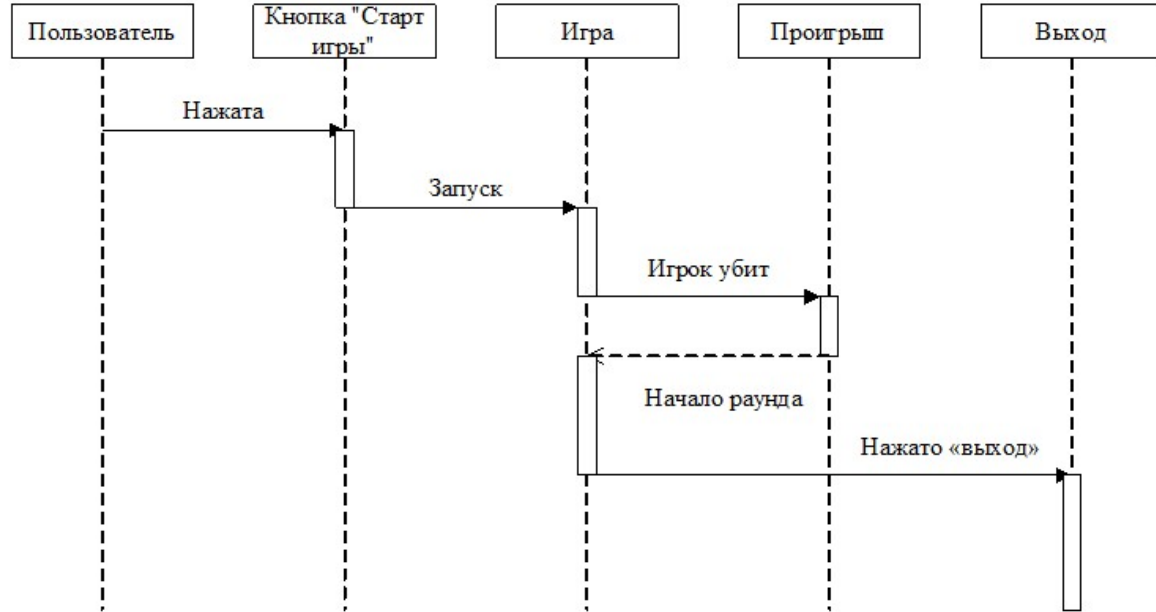 Пользователь
Кнопка "Старт
игры"
Игра
Проигрыш
Выход
Нажата
Запуск
Игрок убит
Начало раунда
Нажато «выход»